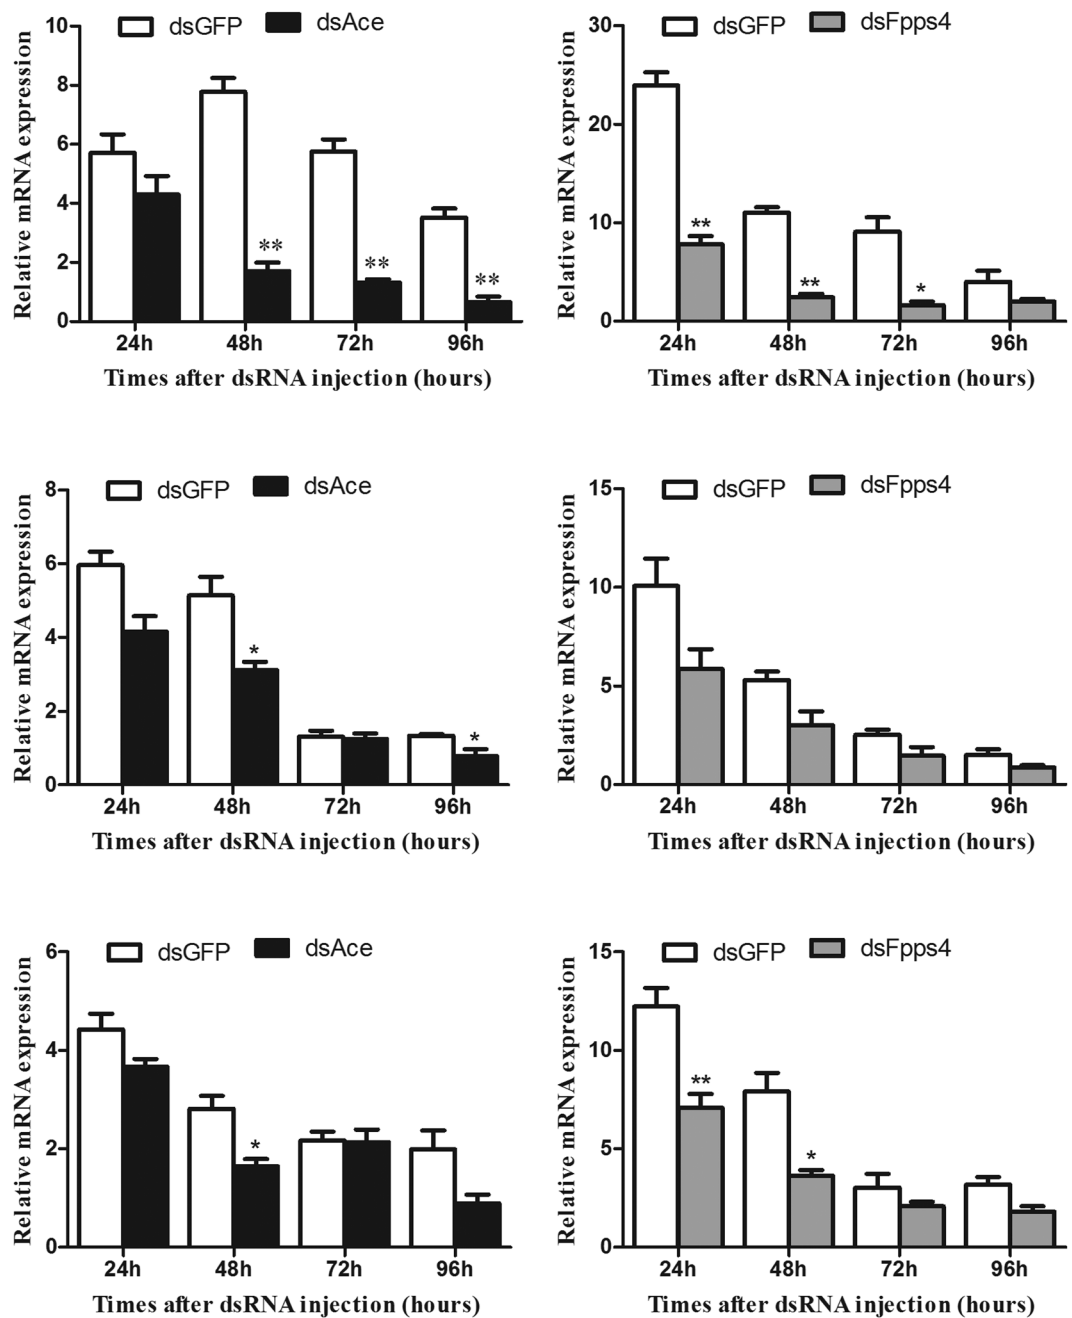 dsGFP dsAce
Relative mRNA expression
10
8
6
4
2
0
** ** **
24h 48h 72h 96h
Times after dsRNA injection (hours)
dsGFP dsFpps4
Relative mRNA expression
30
20
10
0
** ** *
24h 48h 72h 96h
Times after dsRNA injection (hours)
dsGFP dsAce
Relative mRNA expression
8
6
4
2
0
* *
24h 48h 72h 96h
Times after dsRNA injection (hours)
dsGFP dsFpps4
Relative mRNA expression
15
10
5
0
24h 48h 72h 96h
Times after dsRNA injection (hours)
dsGFP dsAce
Relative mRNA expression
6
4
2
0
*
24h 48h 72h 96h
Times after dsRNA injection (hours)
dsGFP dsFpps4
Relative mRNA expression
15
10
5
0
** *
24h 48h 72h 96h
Times after dsRNA injection (hours)